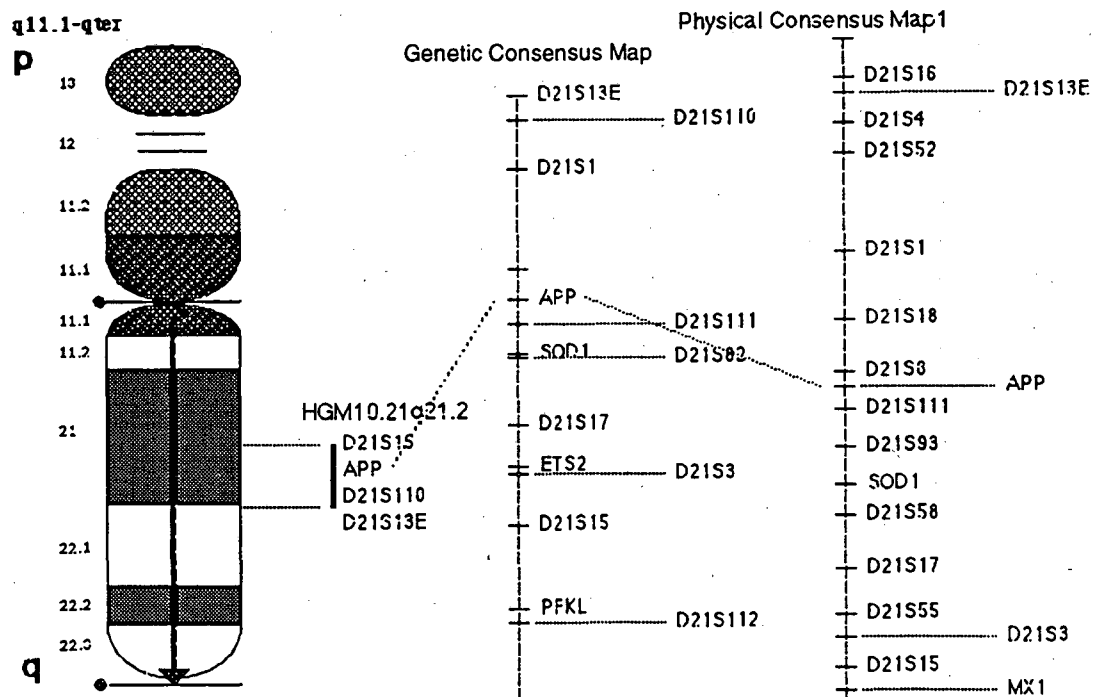 q11.1-qter
p
13
12
11.2
11.1
11.1
11.2
21
22.1
22.2
22.3
q
HGM10.21q21.2
D21S15
APP
D21S110
D21S13E
Genetic Consensus Map
D21S13E
D21S110
D21S1
APP
D21S111
SOD1
D21S82
D21S17
ETS2
D21S3
D21S15
PFKL
D21S112
Physical Consensus Map1
D21S16
D21S13E
D21S4
D21S52
D21S1
D21S18
D21S8
APP
D21S111
D21S93
SOD1
D21S58
D21S17
D21S55
D21S3
D21S15
MX1